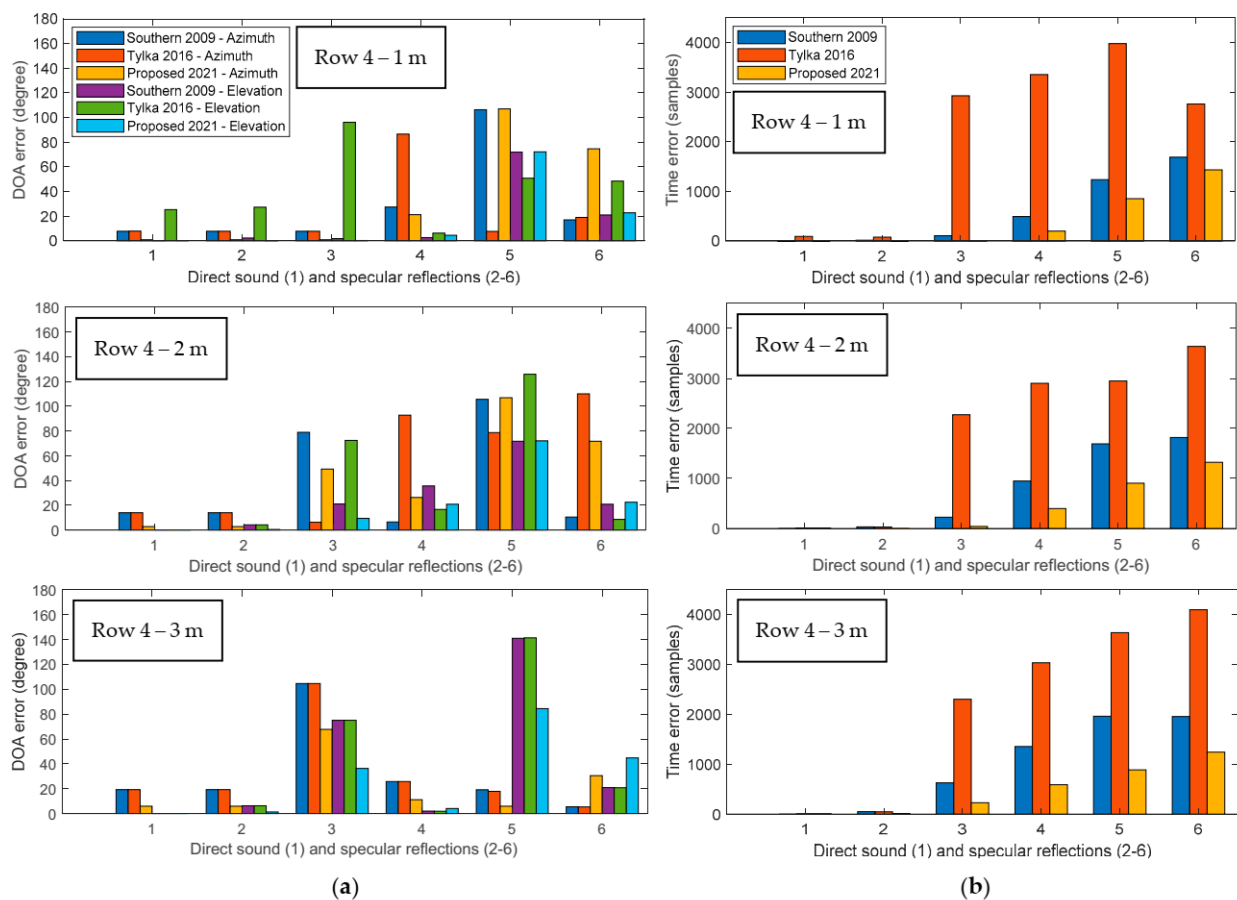 180
160
140
120
100
80
60
40
20
0
DOA error (degree)
Southern 2009 - Azimuth
Tylka 2016 - Azimuth
Proposed 2021 - Azimuth
Southern 2009 - Elevation
Tylka 2016 - Elevation
Proposed 2021 - Elevation
Row 4 – 1 m
1 2 3 4 5 6
Direct sound (1) and specular reflections (2-6)
4000
3000
2000
1000
0
Time error (samples)
Southern 2009
Tylka 2016
Proposed 2021
Row 4 – 1 m
1 2 3 4 5 6
Direct sound (1) and specular reflections (2-6)
180
160
140
120
100
80
60
40
20
0
DOA error (degree)
Row 4 – 2 m
1 2 3 4 5 6
Direct sound (1) and specular reflections (2-6)
4000
3000
2000
1000
0
Time error (samples)
Row 4 – 2 m
1 2 3 4 5 6
Direct sound (1) and specular reflections (2-6)
180
160
140
120
100
80
60
40
20
0
DOA error (degree)
Row 4 – 3 m
1 2 3 4 5 6
Direct sound (1) and specular reflections (2-6)
4000
3000
2000
1000
0
Time error (samples)
Row 4 – 3 m
1 2 3 4 5 6
Direct sound (1) and specular reflections (2-6)
(a)
(b)